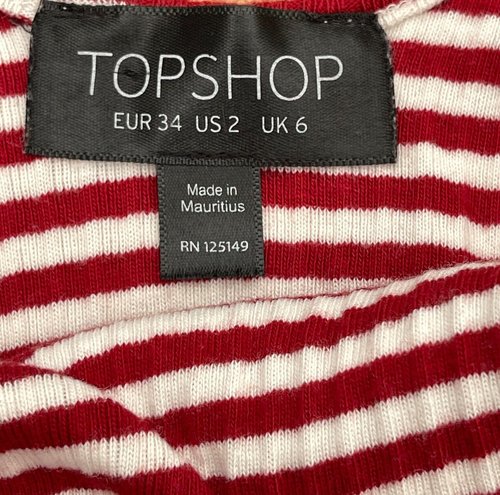 TOPSHOP
EUR 34 US 2 UK 6
Made in
Mauritius
RN 125149